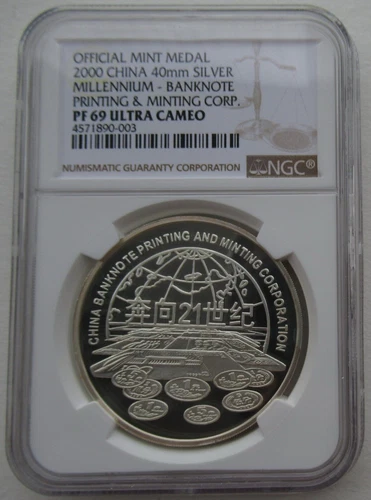 OFFICIAL MINT MEDAL
2000 CHINA 40mm SILVER
MILLENNIUM - BANKNOTE
PRINTING & MINTING CORP.
PF 69 ULTRA CAMEO
4571890-003
NUMISMATIC GUARANTY CORPORATION
NGC®
CHINA BANKNOTE PRINTING AND MINTING CORPORATION
奔向21世纪